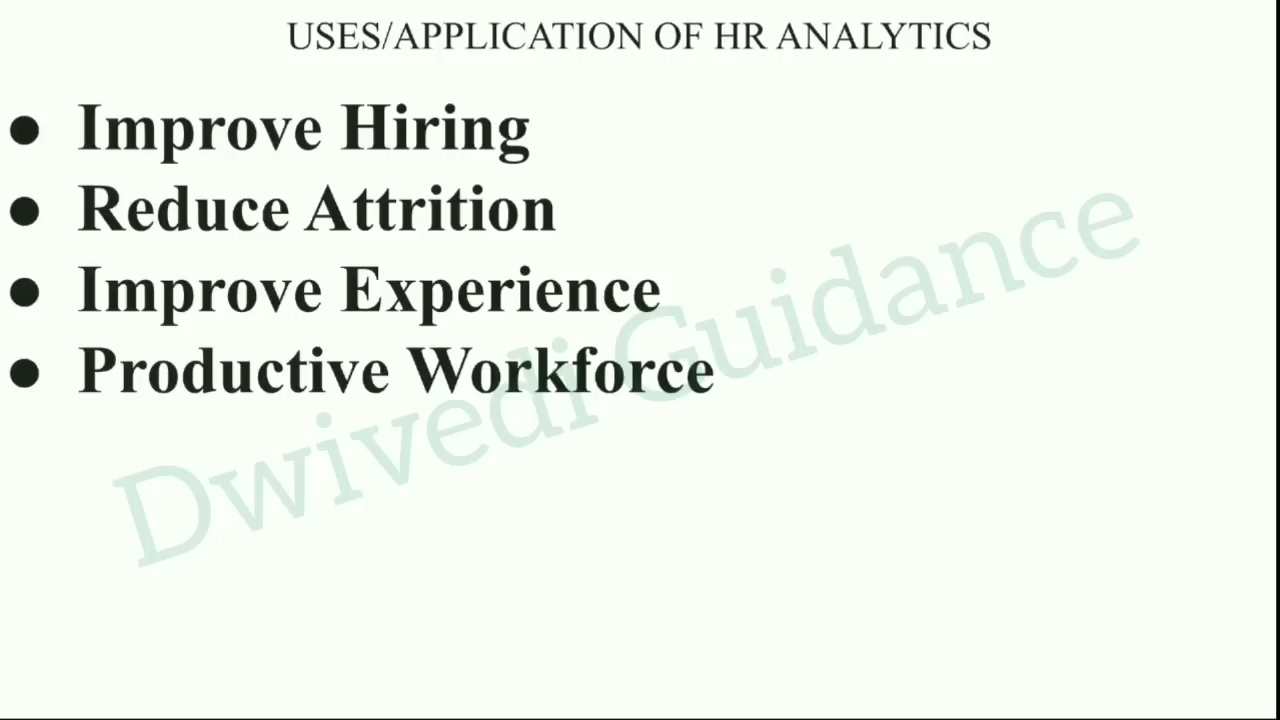 USES/APPLICATION OF HR ANALYTICS
● Improve Hiring
● Reduce Attrition
● Improve Experience
● Productive Workforce
Dwivedi Guidance